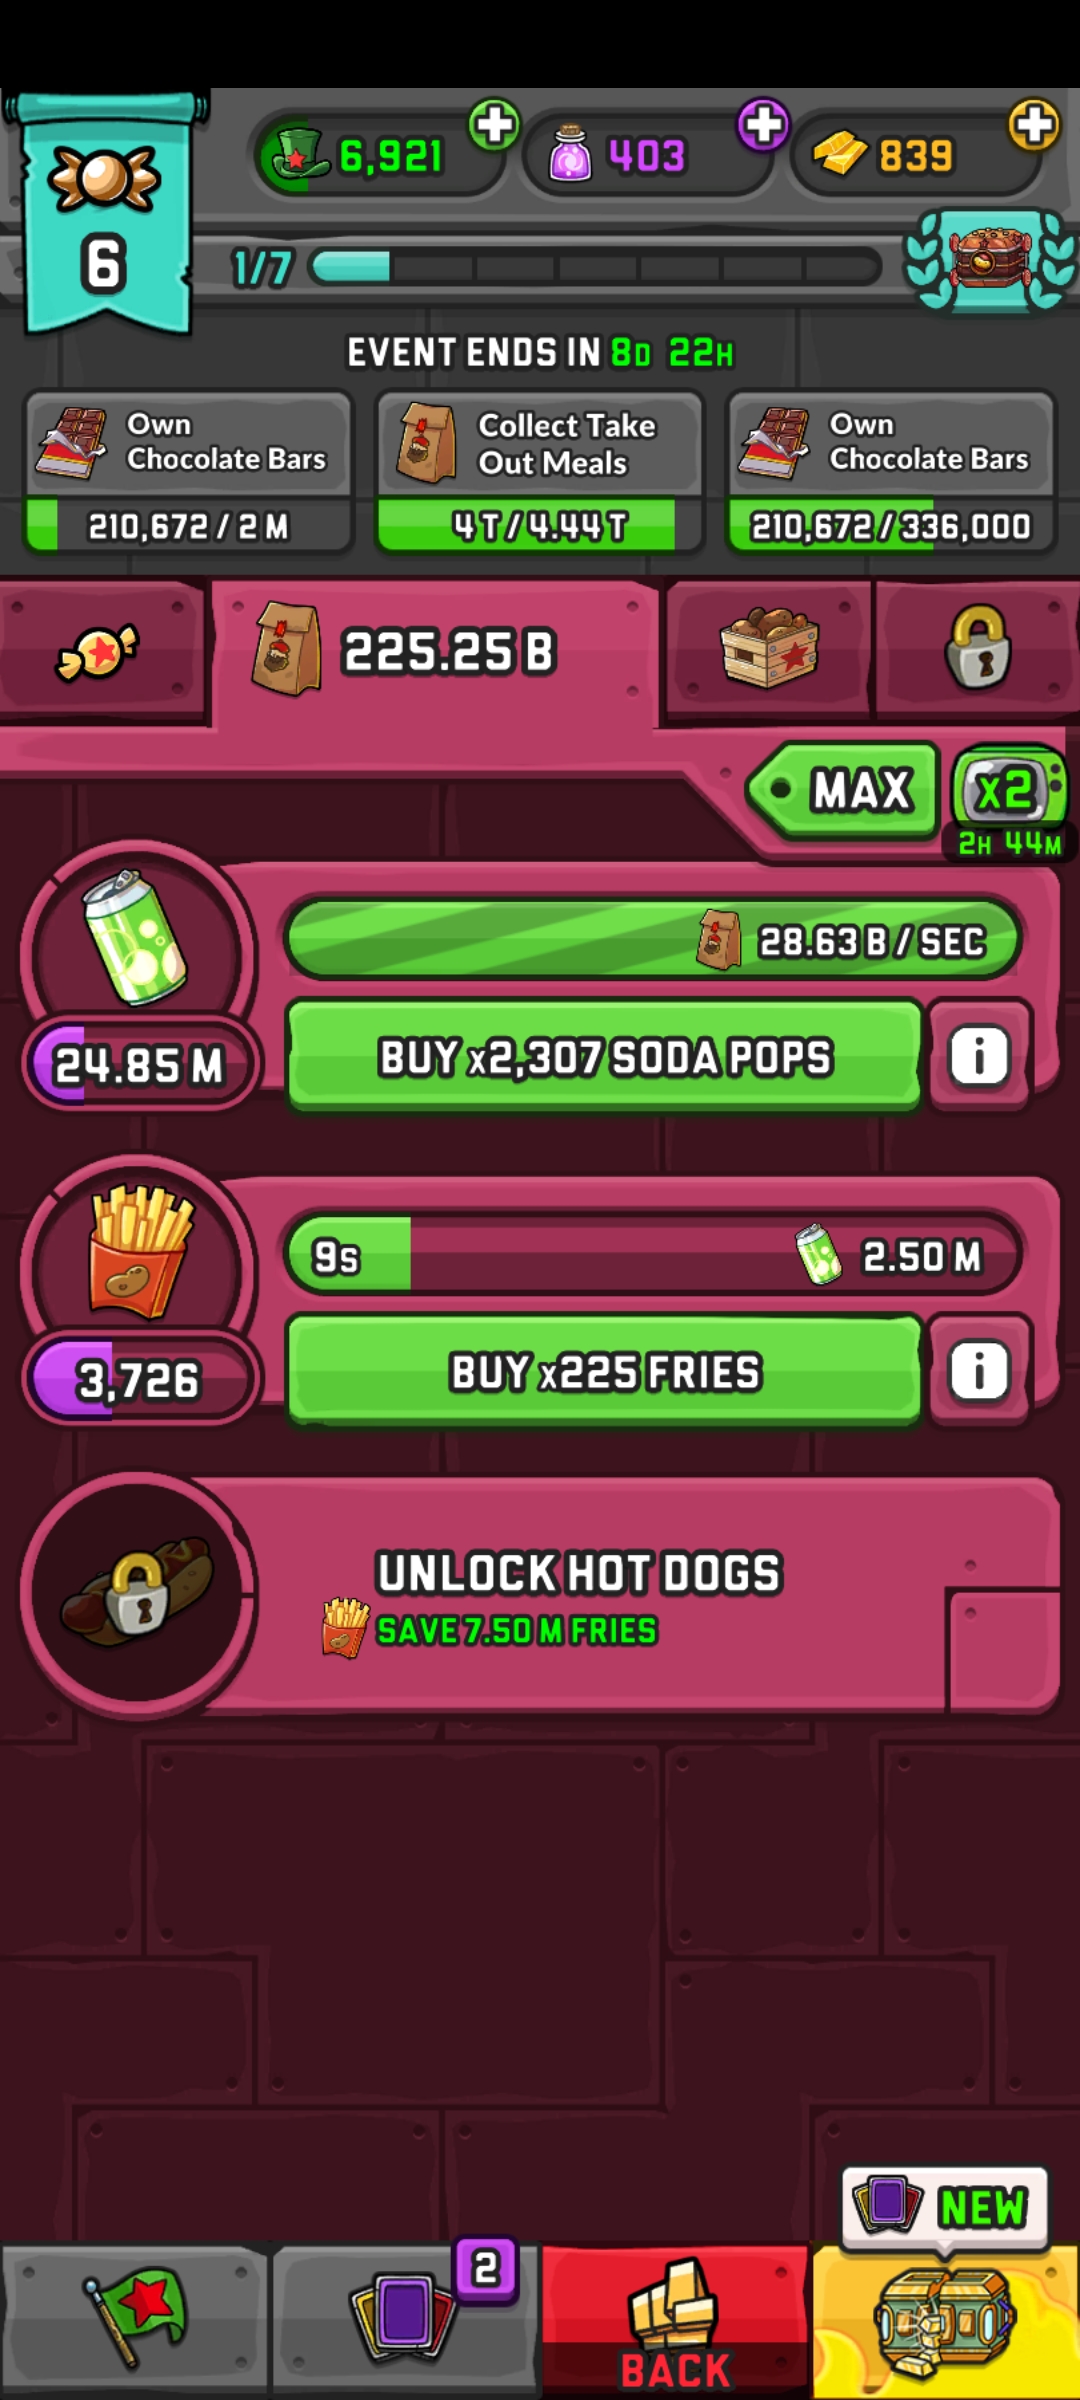 6,921
403
839
6
1/7
EVENT ENDS IN 8D 22H
Own
Chocolate Bars
210,672 / 2 M
Collect Take
Out Meals
4 T / 4.44 T
Own
Chocolate Bars
210,672 / 336,000
225.25 B
MAX
x2
2H 44M
28.63 B / SEC
24.85 M
BUY x2,307 SODA POPS
i
9s
2.50 M
3,726
BUY x225 FRIES
i
UNLOCK HOT DOGS
SAVE 7.50 M FRIES
NEW
2
BACK